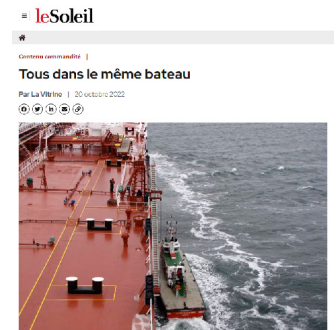 leSoleil
Contenu commandité |
Tous dans le même bateau
Par La Vitrine | 20 octobre 2022